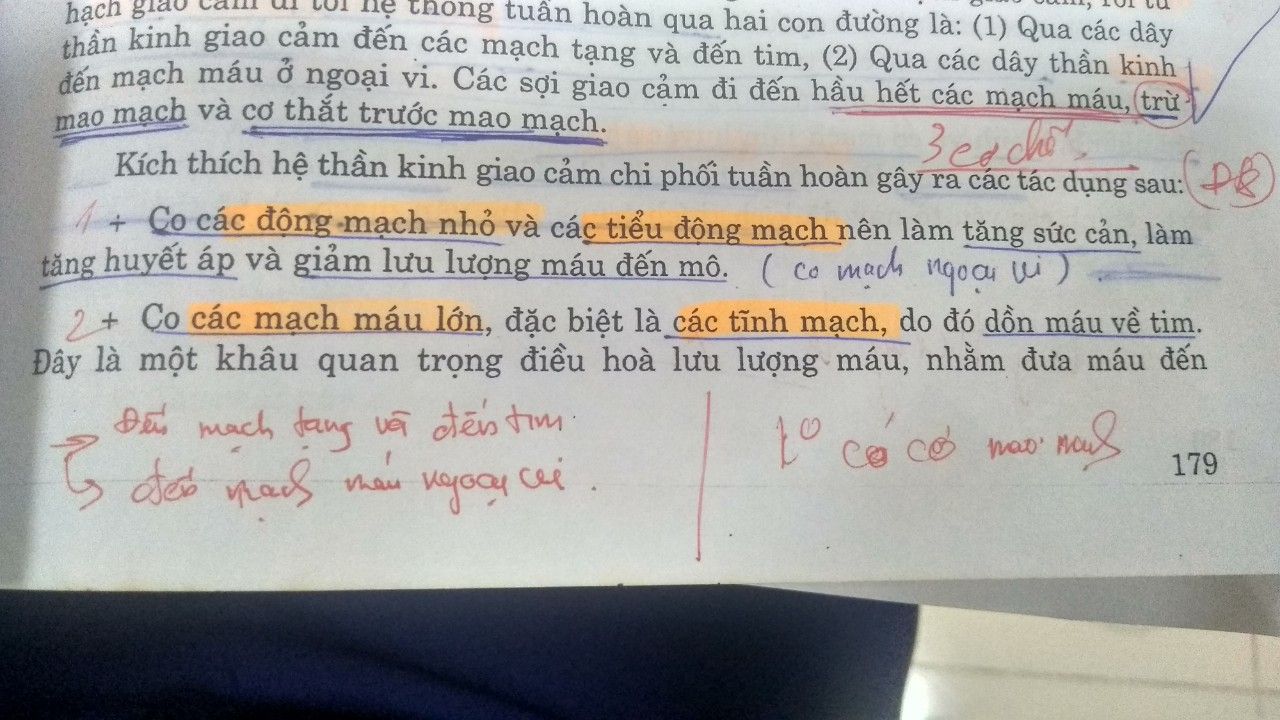 hạch giao cảm đi tới hệ thống tuần hoàn qua hai con đường là: (1) Qua các dây
thần kinh giao cảm đến các mạch tạng và đến tim, (2) Qua các dây thần kinh
đến mạch máu ở ngoại vi. Các sợi giao cảm đi đến hầu hết các mạch máu, trừ
mao mạch và cơ thắt trước mao mạch.
3 cơ chế
Kích thích hệ thần kinh giao cảm chi phối tuần hoàn gây ra các tác dụng sau:
1 + Co các động mạch nhỏ và các tiểu động mạch nên làm tăng sức cản, làm
tăng huyết áp và giảm lưu lượng máu đến mô. (co mạch ngoại vi)
2 + Co các mạch máu lớn, đặc biệt là các tĩnh mạch, do đó dồn máu về tim.
Đây là một khâu quan trọng điều hoà lưu lượng máu, nhằm đưa máu đến
Đến mạch tạng và đến tim
đến mạch máu ngoại vi.
có cơ mao mạch
179